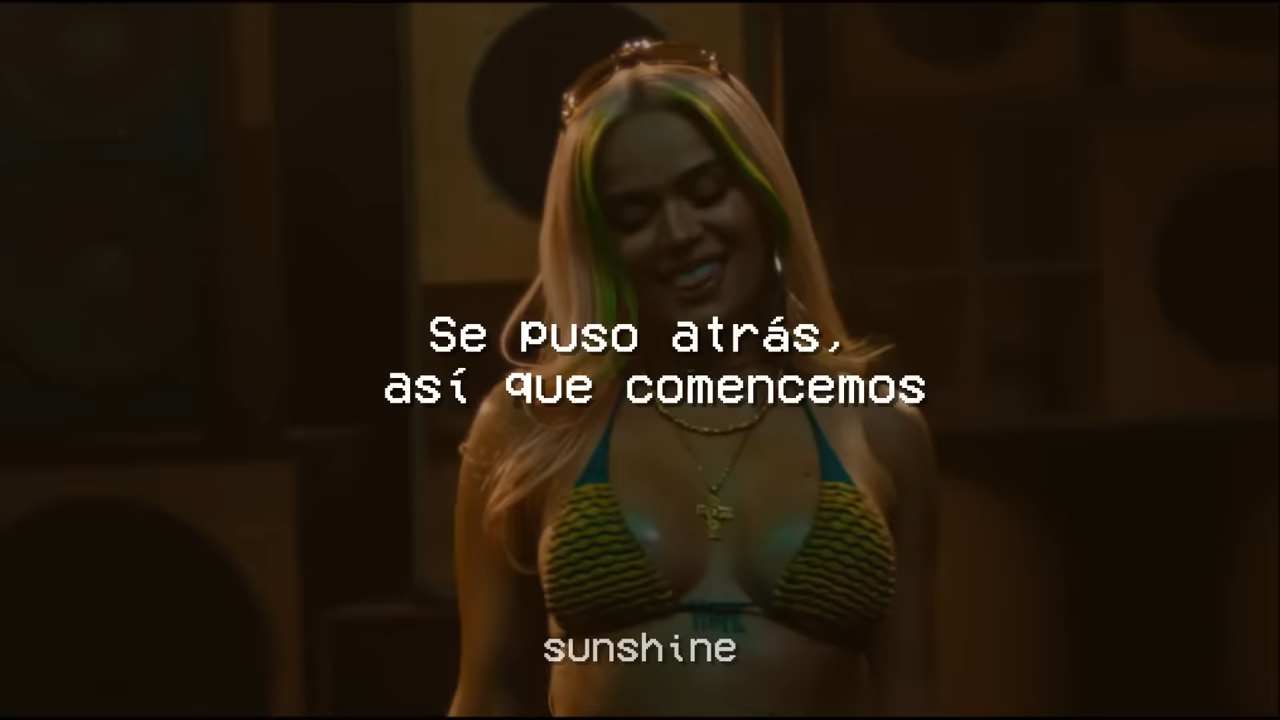 Se puso atrás,
así que comencemos
sunshine